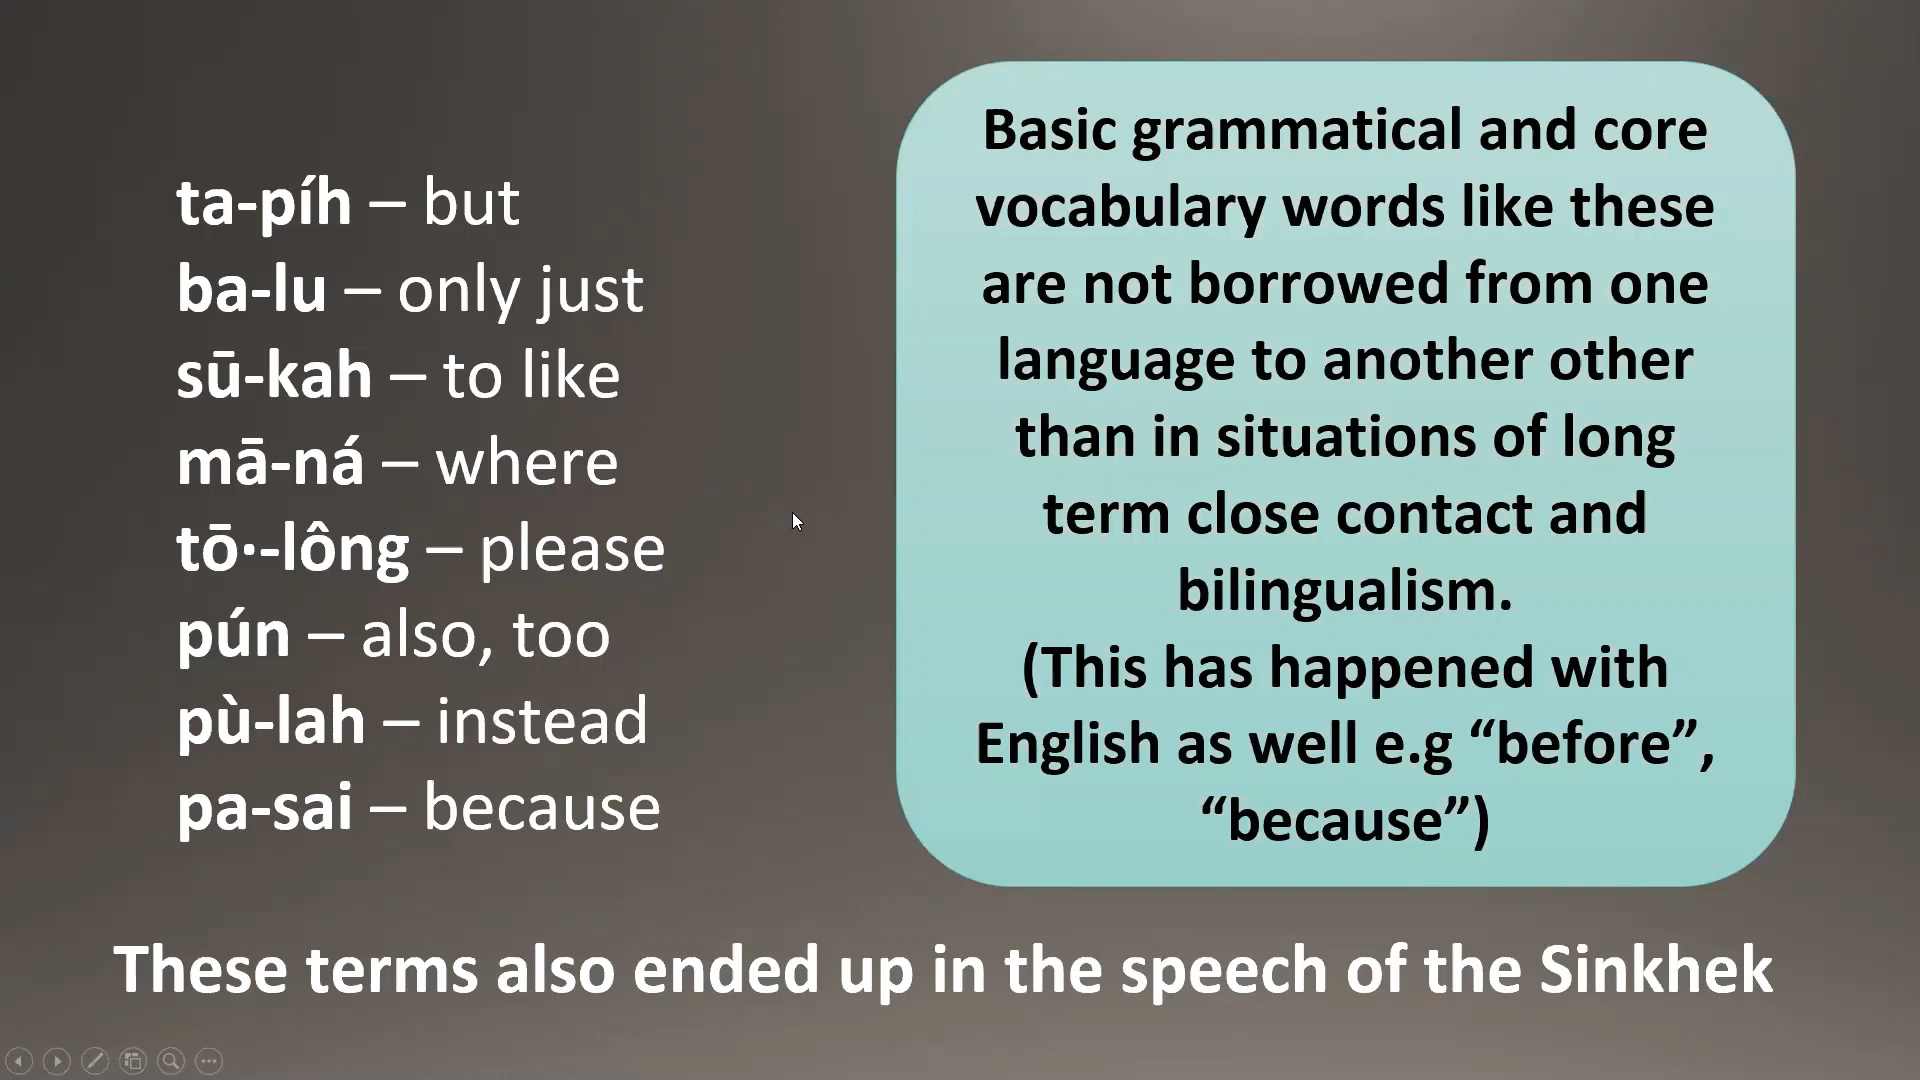 ta-píh – but
ba-lu – only just
sū-kah – to like
mā-ná – where
tō·-lông – please
pún – also, too
pù-lah – instead
pa-sai – because
Basic grammatical and core
vocabulary words like these
are not borrowed from one
language to another other
than in situations of long
term close contact and
bilingualism.
(This has happened with
English as well e.g “before”,
“because”)
These terms also ended up in the speech of the Sinkhek